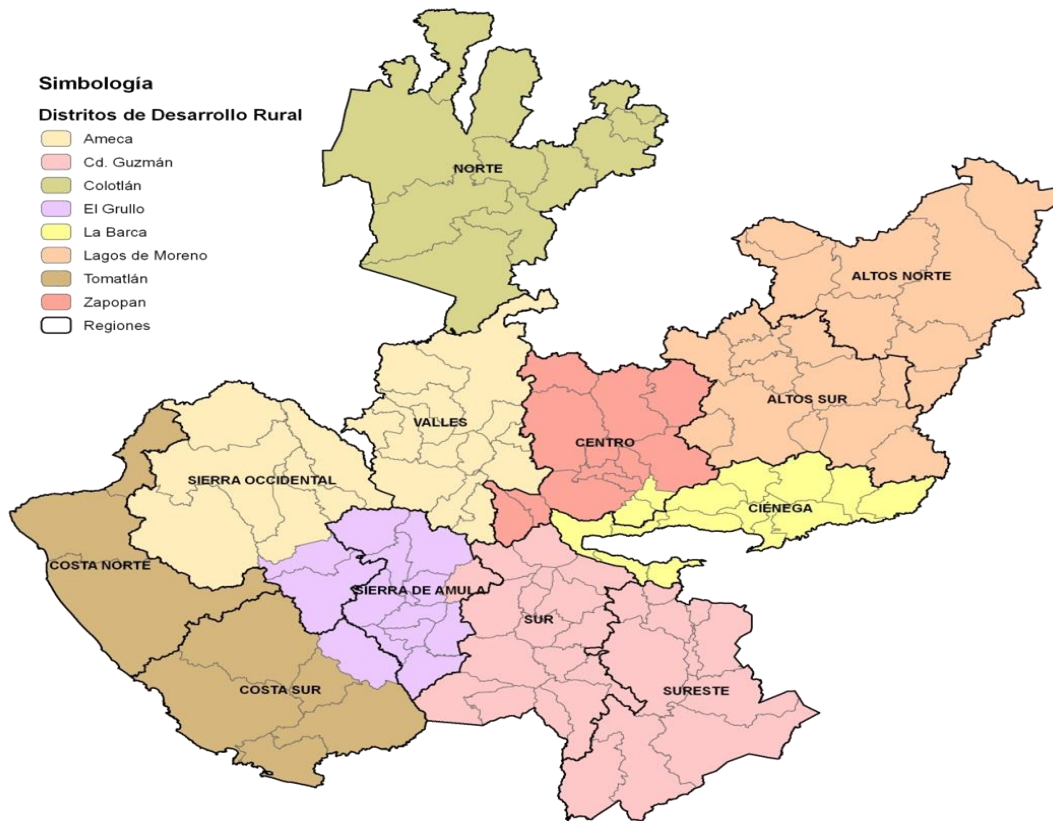 Simbología
Distritos de Desarrollo Rural
Ameca
Cd. Guzmán
Colotlán
El Grullo
La Barca
Lagos de Moreno
Tomatlán
Zapopan
Regiones
NORTE
ALTOS NORTE
ALTOS SUR
VALLES
CENTRO
SIERRA OCCIDENTAL
CIÉNEGA
COSTA NORTE
SIERRA DE AMULA
SUR
COSTA SUR
SURESTE